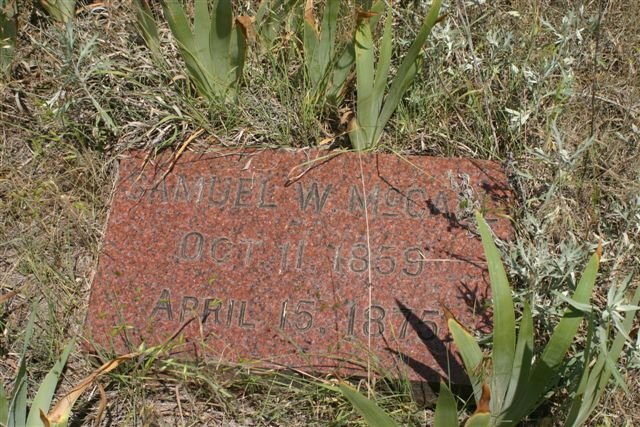 SAMUEL W.
OCT. 11. 1859
APRIL 15. 1875